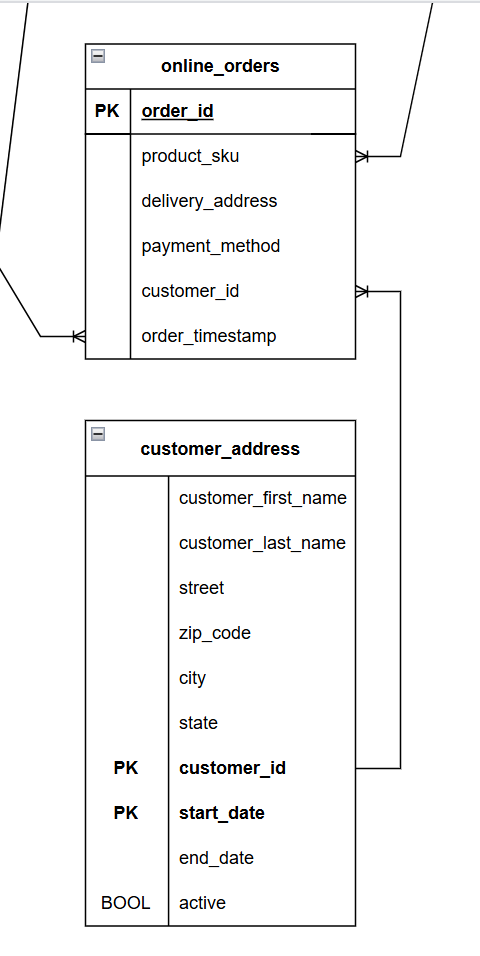 online_orders
PK order_id
product_sku
delivery_address
payment_method
customer_id
order_timestamp
customer_address
customer_first_name
customer_last_name
street
zip_code
city
state
PK customer_id
PK start_date
end_date
BOOL active